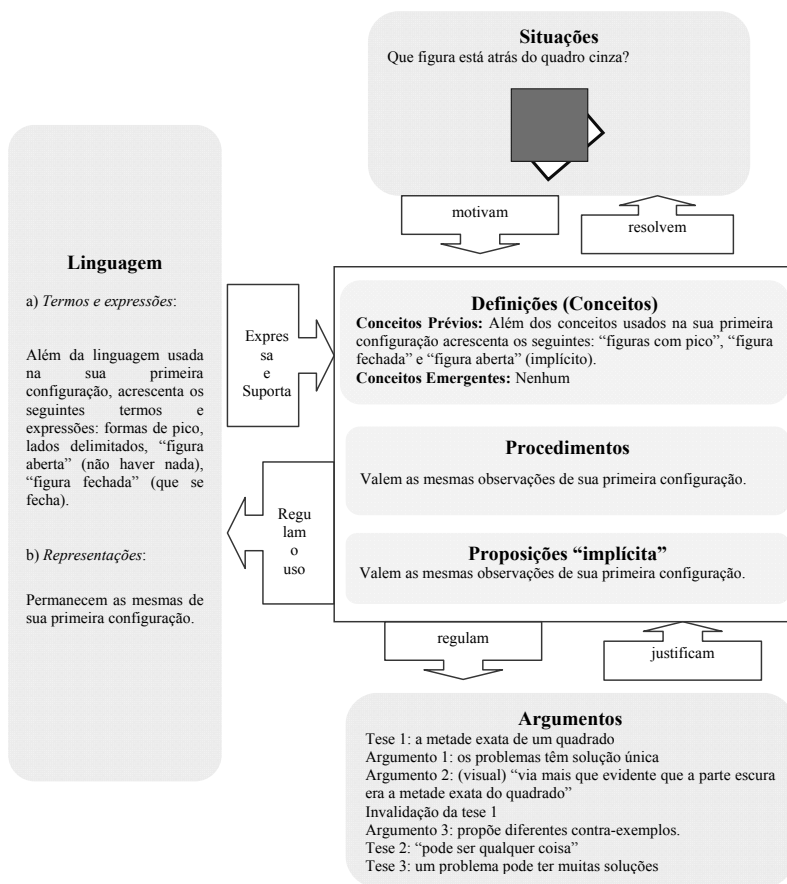 Situações
Que figura está atrás do quadro cinza?
motivam
resolvem
Linguagem
a) Termos e expressões:
Além da linguagem usada
na sua primeira
configuração, acrescenta os
seguintes termos e
expressões: formas de pico,
lados delimitados, “figura
aberta” (não haver nada),
“figura fechada” (que se
fecha).
b) Representações:
Permanecem as mesmas de
sua primeira configuração.
Expres
sa
e
Suporta
Regu
lam
o
uso
Definições (Conceitos)
Conceitos Prévios: Além dos conceitos usados na sua primeira
configuração acrescenta os seguintes: “figuras com pico”, “figura
fechada” e “figura aberta” (implícito).
Conceitos Emergentes: Nenhum
Procedimentos
Valem as mesmas observações de sua primeira configuração.
Proposições “implícita”
Valem as mesmas observações de sua primeira configuração.
regulam
justificam
Argumentos
Tese 1: a metade exata de um quadrado
Argumento 1: os problemas têm solução única
Argumento 2: (visual) “via mais que evidente que a parte escura
era a metade exata do quadrado”
Invalidação da tese 1
Argumento 3: propõe diferentes contra-exemplos.
Tese 2: “pode ser qualquer coisa”
Tese 3: um problema pode ter muitas soluções